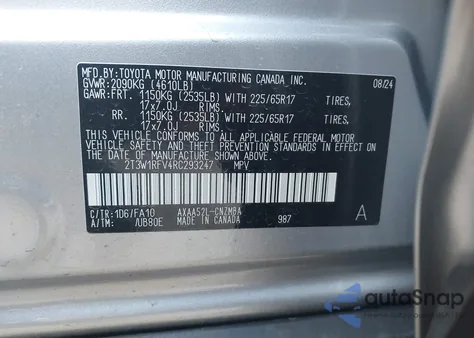 MFD.BY:TOYOTA MOTOR MANUFACTURING CANADA INC. 08/24
GVWR:2090KG (4610LB)
GAWR:FRT. 1150KG (2535LB) WITH 225/65R17 TIRES,
17x7.0J RIMS.
RR. 1150KG (2535LB) WITH 225/65R17 TIRES,
17x7.0J RIMS.
THIS VEHICLE CONFORMS TO ALL APPLICABLE FEDERAL MOTOR
VEHICLE SAFETY AND THEFT PREVENTION STANDARDS IN EFFECT
ON THE DATE OF MANUFACTURE SHOWN ABOVE.
2T3W1RFV4RC293247 MPV
C/TR:1D6/FA10 AXAA52L-CNZMBA A
A/TM: /UB80E MADE IN CANADA 987
autoSnap